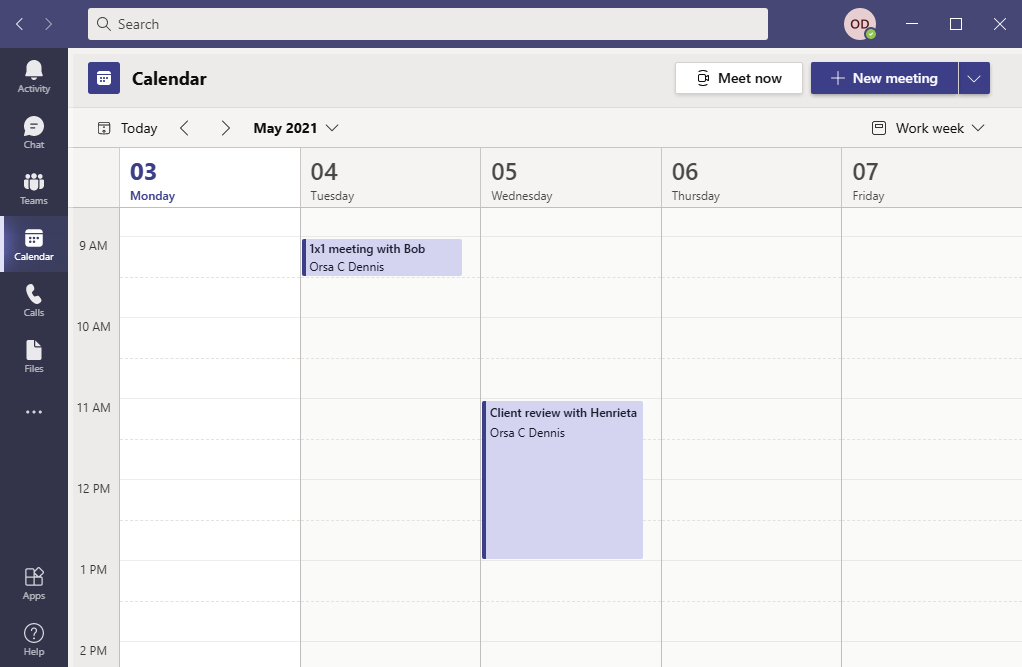 Search
OD
Activity
Chat
Teams
Calendar
Calls
Files
Apps
Help
Calendar
Meet now
New meeting
Today
May 2021
Work week
03
Monday
04
Tuesday
05
Wednesday
06
Thursday
07
Friday
9 AM
1x1 meeting with Bob
Orsa C Dennis
10 AM
11 AM
Client review with Henrieta
Orsa C Dennis
12 PM
1 PM
2 PM